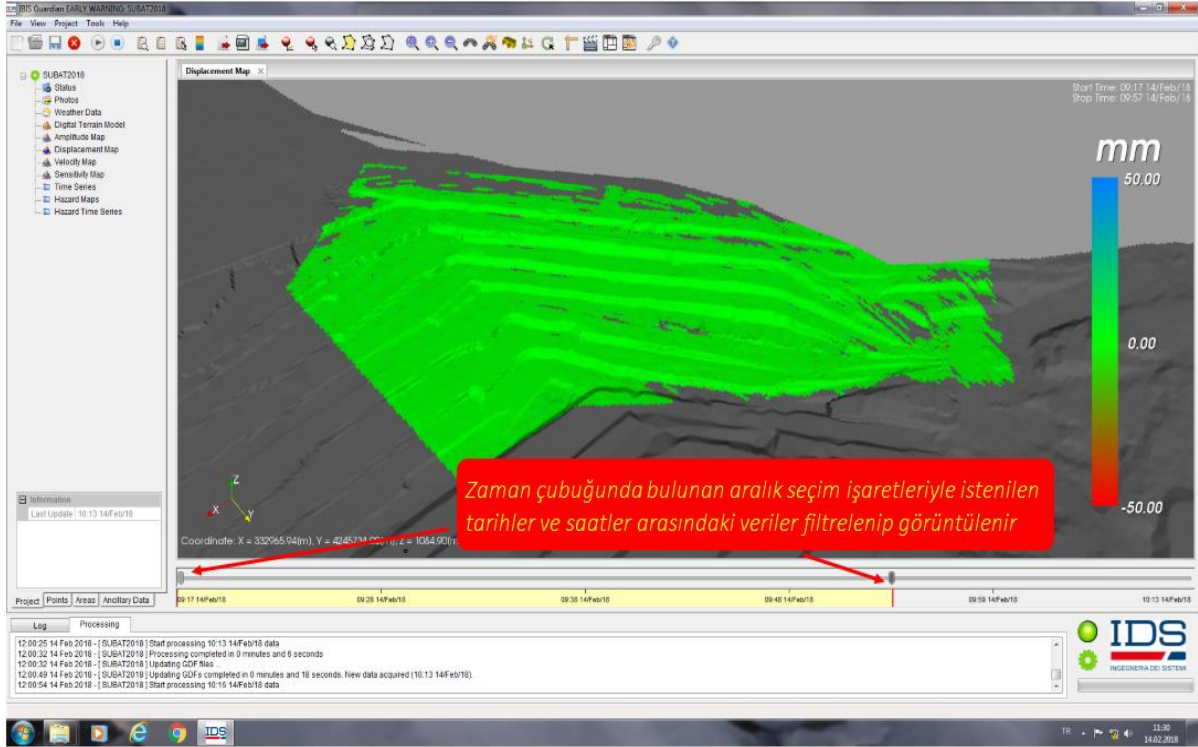 IBIS Guardian EARLY WARNING: SUBAT2018
File View Project Tools Help
SUBAT2018
Status
Photos
Weather Data
Digital Terrain Model
Amplitude Map
Displacement Map
Velocity Map
Sensitivity Map
Time Series
Hazard Maps
Hazard Time Series
Displacement Map
Start Time: 09:17 14/Feb/18
Stop Time: 09:57 14/Feb/18
mm
50.00
0.00
-50.00
Z
X
Y
Zaman çubuğunda bulunan aralık seçim işaretleriyle istenilen
tarihler ve saatler arasındaki veriler filtrelenip görüntülenir
Coordinate: X = 332965.94(m), Y =
Information
Last Update 10:13 14/Feb/18
Project Points Areas Ancillary Data
09:17 14/Feb/18 09:28 14/Feb/18 09:38 14/Feb/18 09:48 14/Feb/18 09:59 14/Feb/18 10:13 14/Feb/18
Log Processing
12:00:25 14 Feb 2018 - [ SUBAT2018 ] Start processing 10:13 14/Feb/18 data
12:00:32 14 Feb 2018 - [ SUBAT2018 ] Processing completed in 0 minutes and 6 seconds
12:00:32 14 Feb 2018 - [ SUBAT2018 ] Updating GDF files ...
12:00:49 14 Feb 2018 - [ SUBAT2018 ] Updating GDFs completed in 0 minutes and 18 seconds. New data acquired (10:13 14/Feb/18).
12:00:54 14 Feb 2018 - [ SUBAT2018 ] Start processing 10:15 14/Feb/18 data
IDS
INGEGNERIA DEI SISTEMI
IDS
TR
11:30
14.02.2018